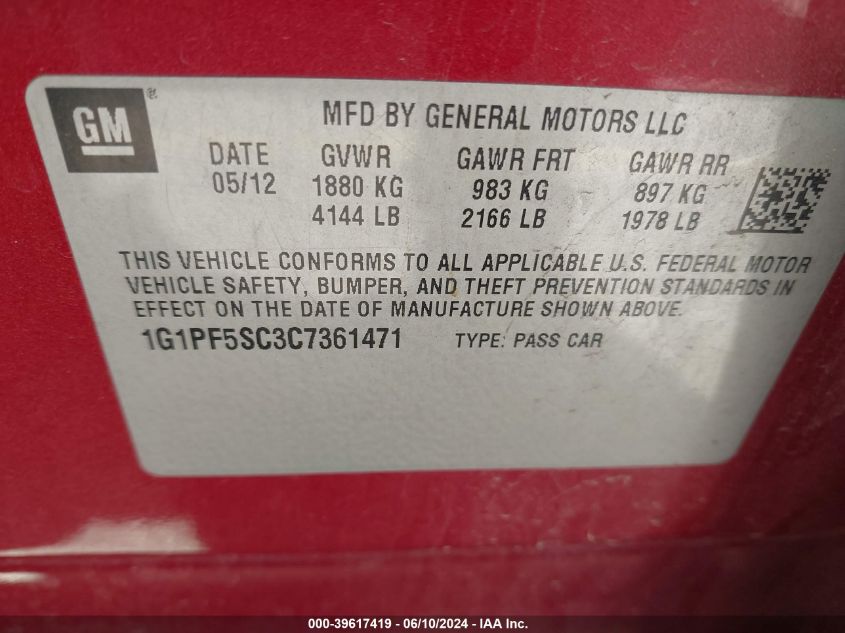 GM®
MFD BY GENERAL MOTORS LLC
DATE GVWR GAWR FRT GAWR RR
05/12 1880 KG 983 KG 897 KG
4144 LB 2166 LB 1978 LB
THIS VEHICLE CONFORMS TO ALL APPLICABLE U.S. FEDERAL MOTOR
VEHICLE SAFETY, BUMPER, AND THEFT PREVENTION STANDARDS IN
EFFECT ON THE DATE OF MANUFACTURE SHOWN ABOVE.
1G1PF5SC3C7361471 TYPE: PASS CAR
000-39617419 - 06/10/2024 - IAA Inc.